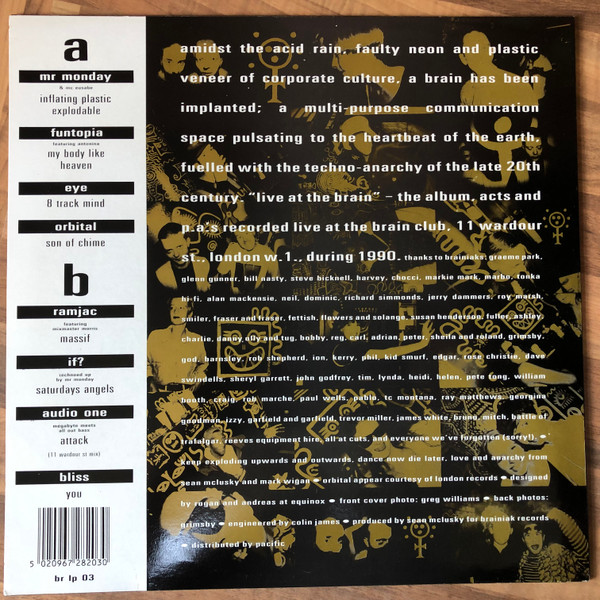 a
mr monday
& mc outake
inflating plastic
explodable
funtopia
featuring antonina
my body like
heaven
eye
8 track mind
orbital
son of chime
b
ramjac
featuring
mixmaster morris
massif
if?
rechewed up
by mr monday
saturdays angels
audio one
megabyte meets
all out bass
attack
(11 wardour st mix)
bliss
you
5 020967 282030
br lp 03
amidst the acid rain, faulty neon and plastic
veneer of corporate culture, a brain has been
implanted; a multi-purpose communication
space pulsating to the heartbeat of the earth,
fuelled with the techno-anarchy of the late 20th
century. "live at the brain" – the album, acts and
p.a's recorded live at the brain club, 11 wardour
st., london w.1., during 1990. thanks to brainiaks; graeme park,
glenn gunner, bill nasty, steve bicknell, harvey, chocci, markie mark, marbo, tonka
hi-fi, alan mackensie, neil, dominic, richard simmonds, jerry dammers, roy marsh,
smiler, fraser and fraser, fettish, flowers and solange, susan henderson, fuller, ashley,
charlie, danny olly and tug, bobby, reg, carl, adrian, peter, sheila and roland, grimsby,
god, barnsley, rob shepherd, ion, kerry, phil, kid smurf, edgar, rose christie, dave
swindells, sheryl garrett, john godfrey, tim, lynda, heidi, helen, pete fong, william
booth, craig, rob marche, paul wells, pablo, tc montana, ray matthews, georgina
goodman, izzy, garfield and garfield, trevor miller, james white, bruno, mitch, battle of
trafalgar, reeves equipment hire, all at cuts, and everyone we've forgotten (sorry!), •
keep exploding upwards and outwards, dance now die later, love and anarchy from
sean mclusky and mark wigan • orbital appear courtesy of london records • designed
by rugan and andreas at equinox • front cover photo: greg williams • back photos:
grimsby • engineered by colin james • produced by sean mclusky for brainiak records
• distributed by pacific